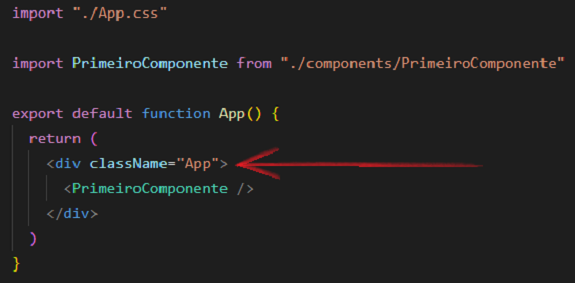 import "./App.css"
import PrimeiroComponente from "./components/PrimeiroComponente"
export default function App() {
return (
<div className="App">
<PrimeiroComponente />
</div>
)
}